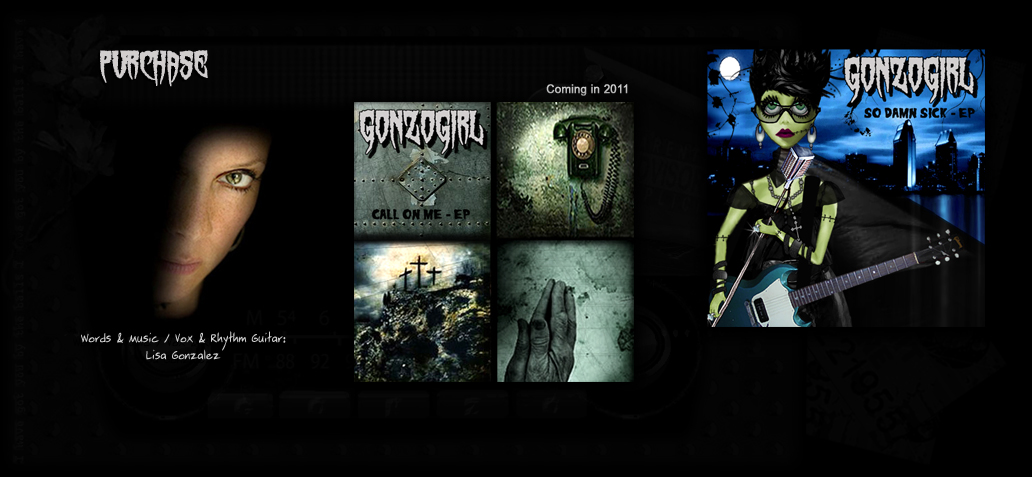 PURCHASE
Words & Music / Vox & Rhythm Guitar:
Lisa Gonzalez
Coming in 2011
GONZOGIRL
CALL ON ME - EP
GONZOGIRL
SO DAMN SICK - EP